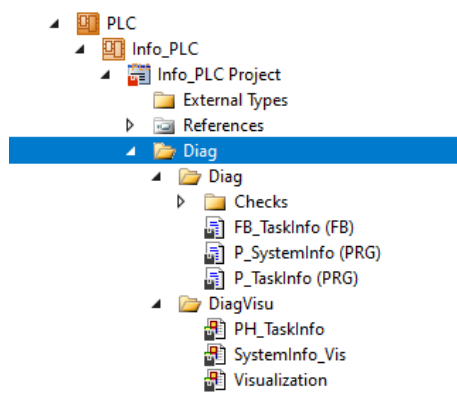 PLC
Info_PLC
Info_PLC Project
External Types
References
Diag
Diag
Checks
FB_TaskInfo (FB)
P_SystemInfo (PRG)
P_TaskInfo (PRG)
DiagVisu
PH_TaskInfo
SystemInfo_Vis
Visualization